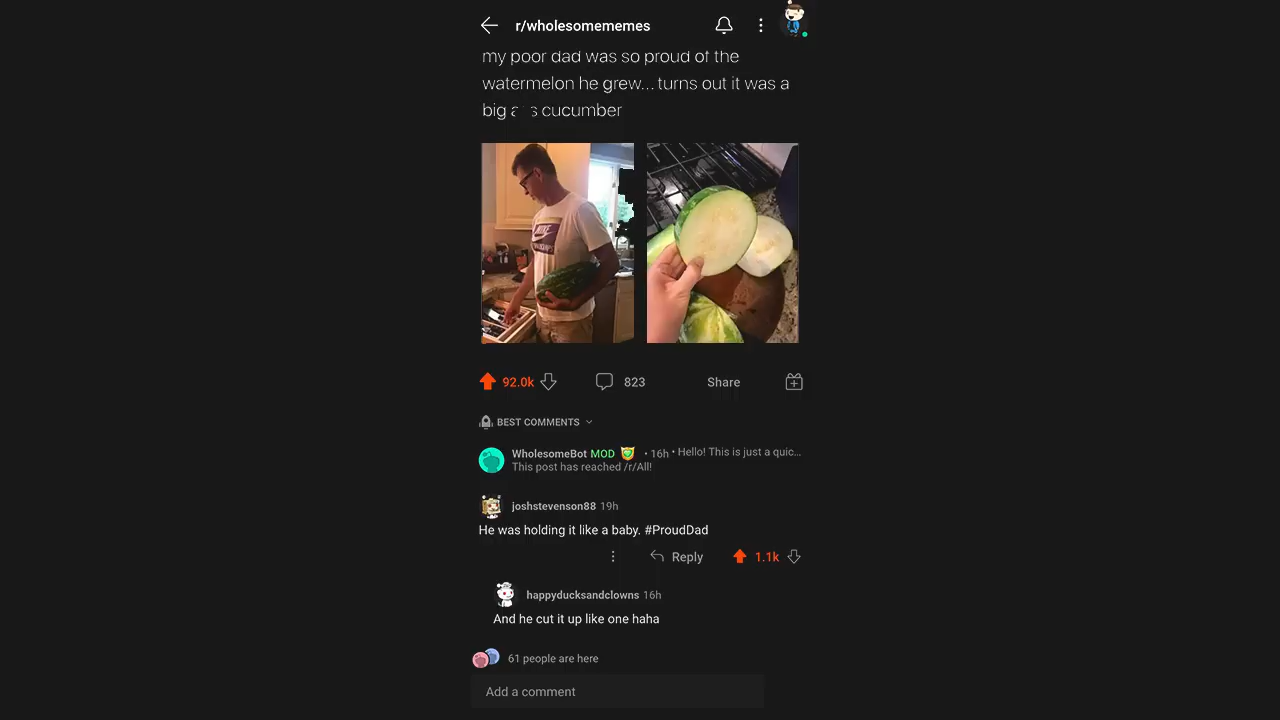 r/wholesomememes
my poor dad was so proud of the
watermelon he grew... turns out it was a
big a s cucumber
NIKE
92.0k
823
Share
BEST COMMENTS
WholesomeBot MOD • 16h • Hello! This is just a quic...
This post has reached /r/All!
joshstevenson88 19h
He was holding it like a baby. #ProudDad
Reply
1.1k
happyducksandclowns 16h
And he cut it up like one haha
61 people are here
Add a comment